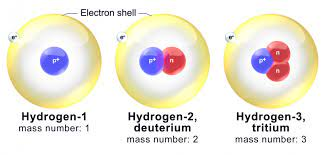 Electron shell
e⁻ e⁻ e⁻
p⁺ p⁺ n p⁺ n n
Hydrogen-1 Hydrogen-2, Hydrogen-3,
mass number: 1 deuterium tritium
mass number: 2 mass number: 3